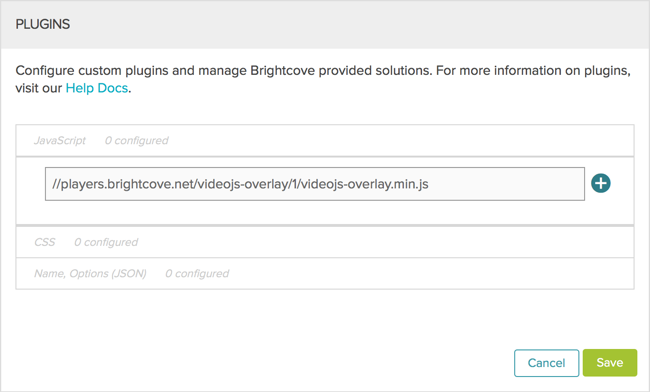 PLUGINS
Configure custom plugins and manage Brightcove provided solutions. For more information on plugins,
visit our Help Docs.
JavaScript 0 configured
//players.brightcove.net/videojs-overlay/1/videojs-overlay.min.js
CSS 0 configured
Name, Options (JSON) 0 configured
Cancel Save